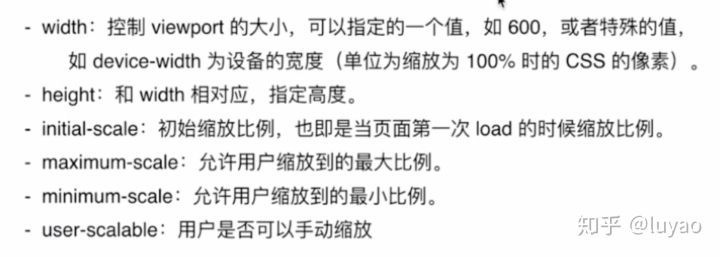 - width：控制 viewport 的大小，可以指定的一个值，如 600，或者特殊的值，
如 device-width 为设备的宽度（单位为缩放为 100% 时的 CSS 的像素）。
- height：和 width 相对应，指定高度。
- initial-scale：初始缩放比例，也即是当页面第一次 load 的时候缩放比例。
- maximum-scale：允许用户缩放到的最大比例。
- minimum-scale：允许用户缩放到的最小比例。
- user-scalable：用户是否可以手动缩放
知乎 @luyao